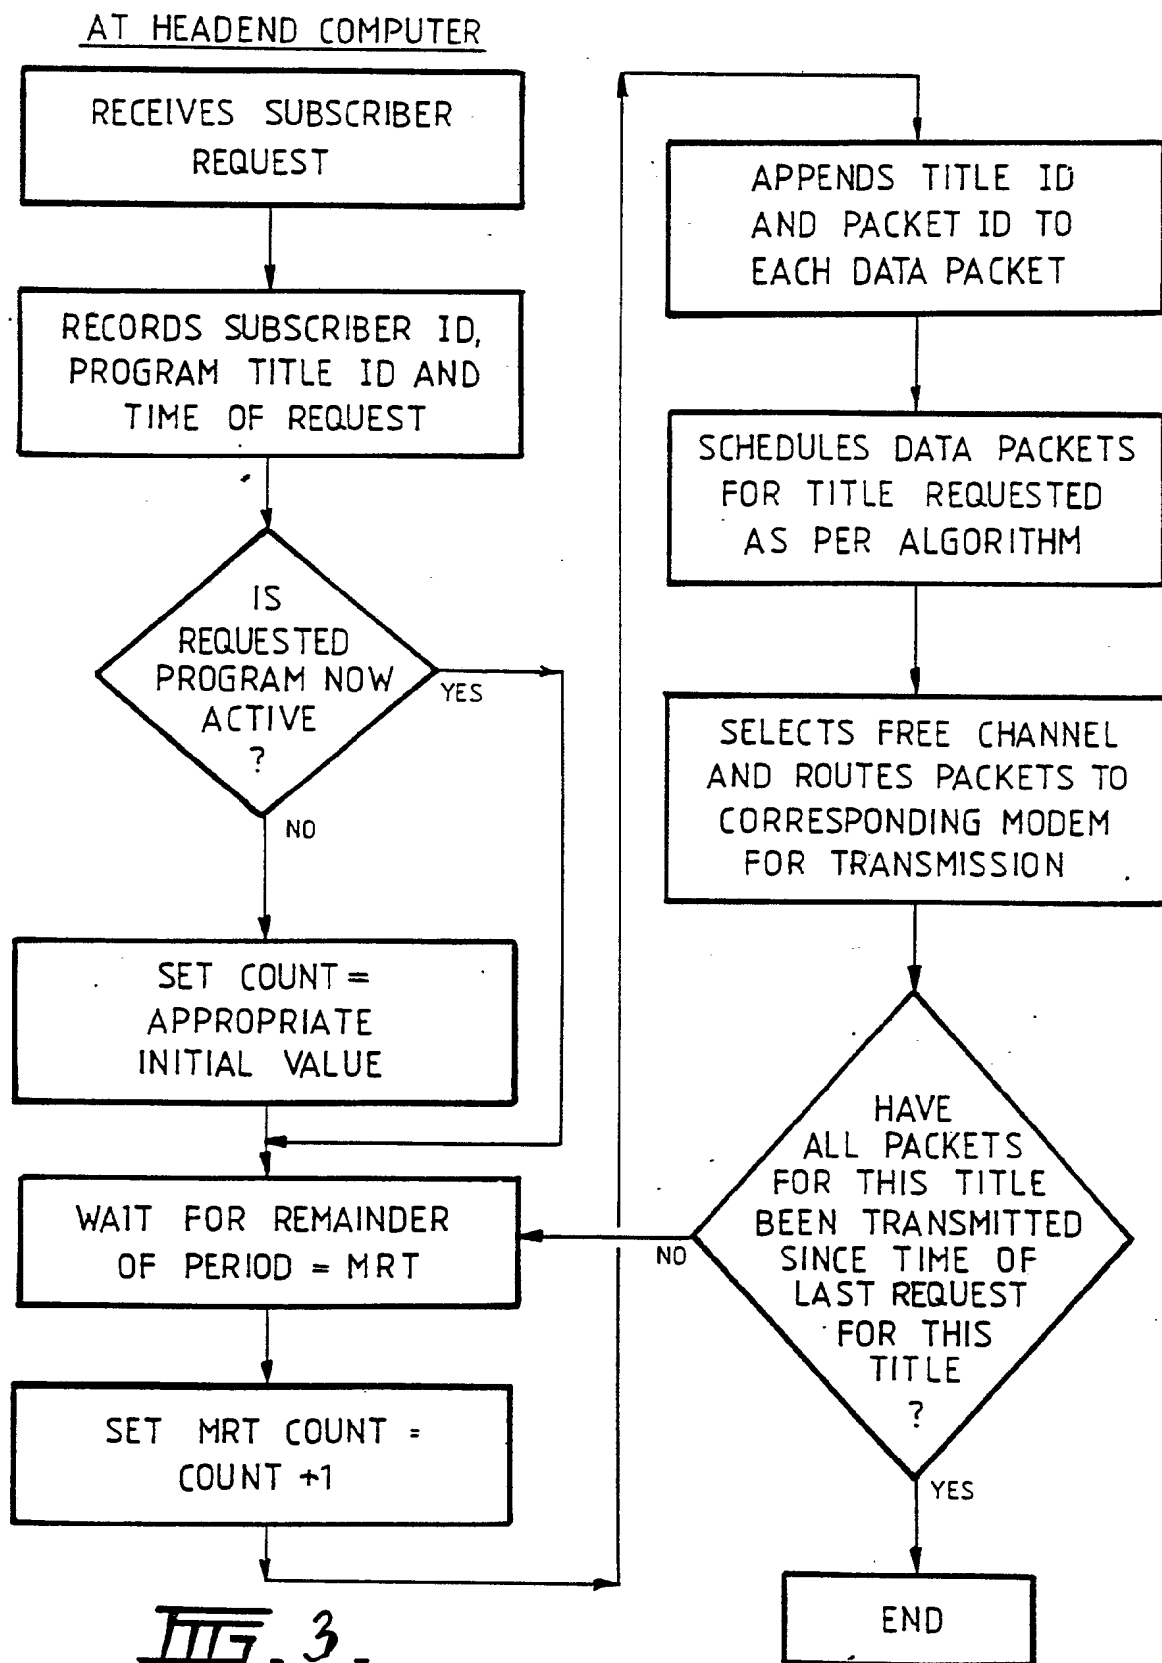 AT HEADEND COMPUTER
RECEIVES SUBSCRIBER
REQUEST
RECORDS SUBSCRIBER ID,
PROGRAM TITLE ID AND
TIME OF REQUEST
IS
REQUESTED
PROGRAM NOW
ACTIVE
?
YES
NO
SET COUNT =
APPROPRIATE
INITIAL VALUE
WAIT FOR REMAINDER
OF PERIOD = MRT
SET MRT COUNT =
COUNT +1
APPENDS TITLE ID
AND PACKET ID TO
EACH DATA PACKET
SCHEDULES DATA PACKETS
FOR TITLE REQUESTED
AS PER ALGORITHM
SELECTS FREE CHANNEL
AND ROUTES PACKETS TO
CORRESPONDING MODEM
FOR TRANSMISSION
HAVE
ALL PACKETS
FOR THIS TITLE
BEEN TRANSMITTED
SINCE TIME OF
LAST REQUEST
FOR THIS
TITLE
?
NO
YES
END
FIG. 3.